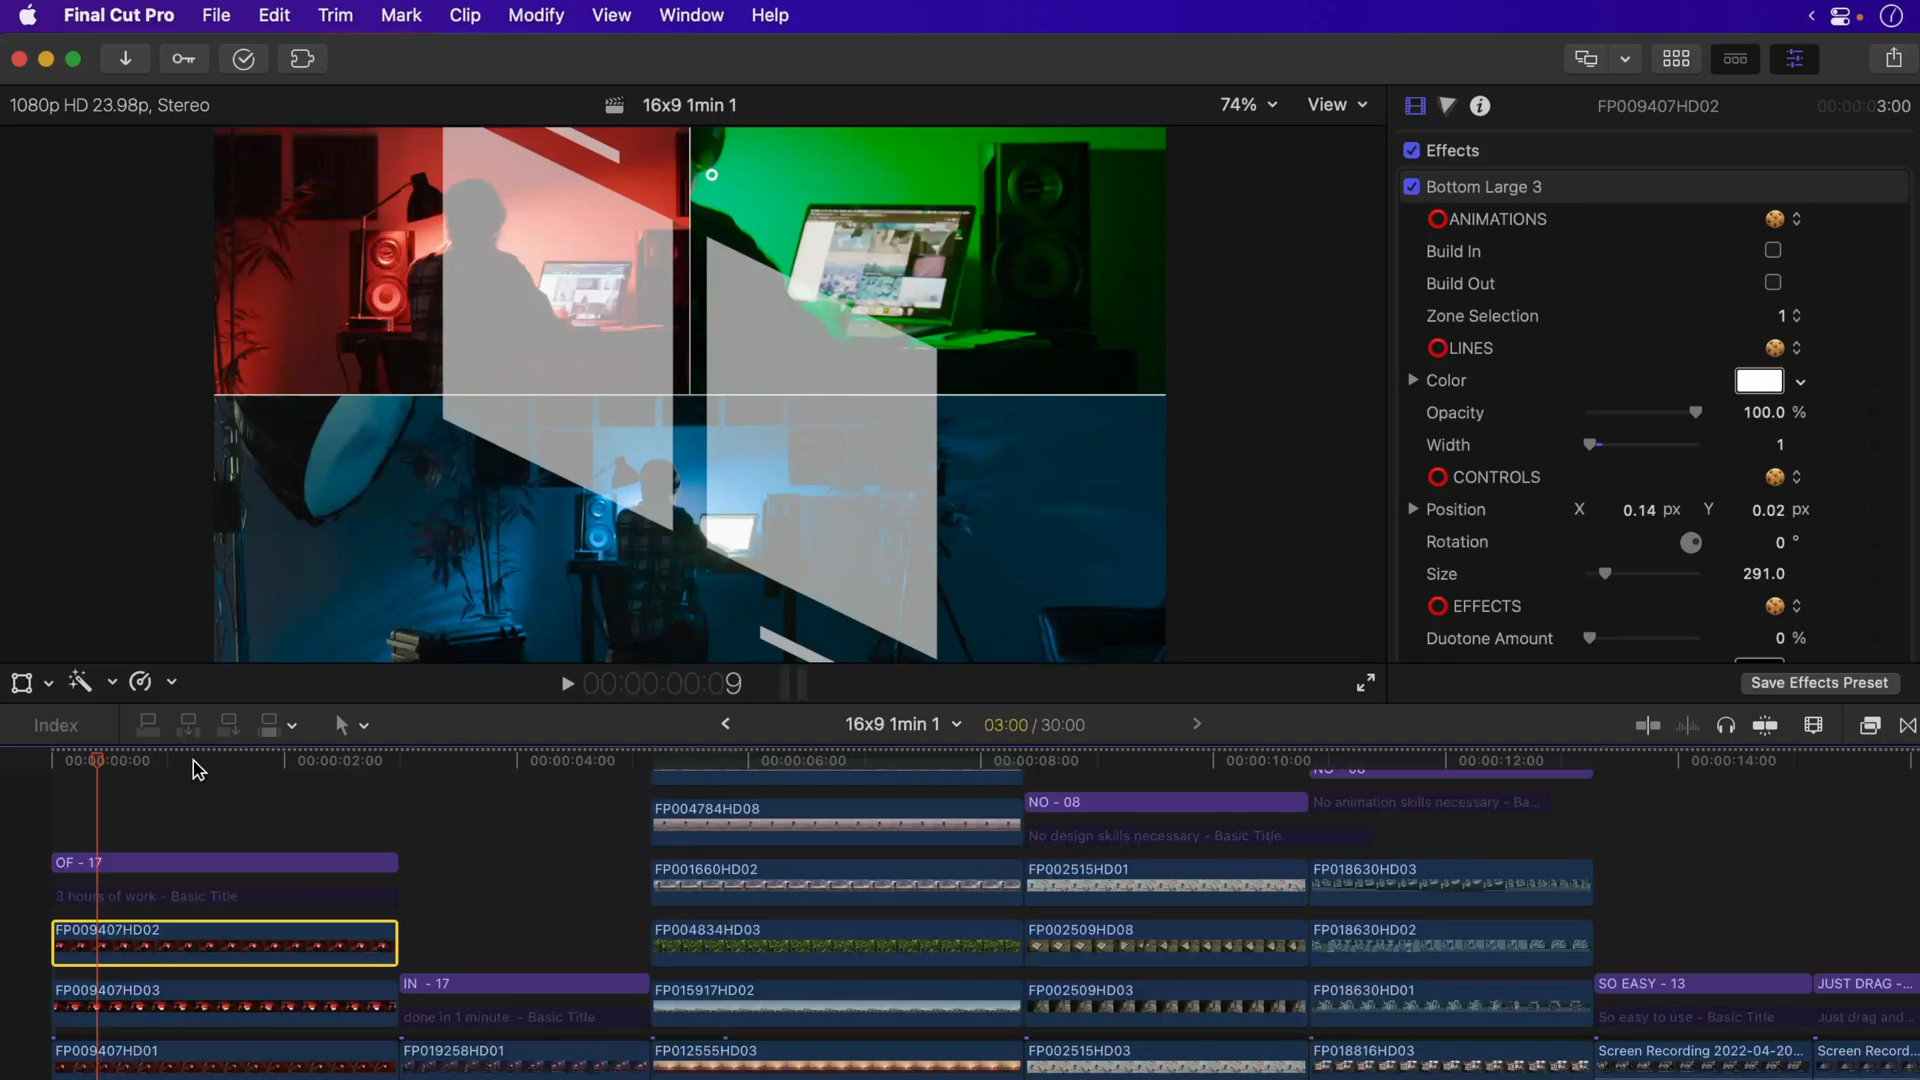 Final Cut Pro File Edit Trim Mark Clip Modify View Window Help
1080p HD 23.98p, Stereo
16x9 1min 1
74%
View
FP009407HD02
00:00:03:00
Effects
Bottom Large 3
ANIMATIONS
Build In
Build Out
Zone Selection 1
LINES
Color
Opacity 100.0 %
Width 1
CONTROLS
Position X 0.14 px Y 0.02 px
Rotation 0 °
Size 291.0
EFFECTS
Duotone Amount 0 %
00:00:00:09
Save Effects Preset
Index
16x9 1min 1
03:00 / 30:00
00:00:00:00 00:00:02:00 00:00:04:00 00:00:06:00 00:00:08:00 00:00:10:00 00:00:12:00 00:00:14:00
NO - 08
FP004784HD08
NO - 08
No animation skills necessary - Ba...
No design skills necessary - Basic Title
OF - 17
FP001660HD02
FP002515HD01
FP018630HD03
3 hours of work - Basic Title
FP009407HD02
FP004834HD03
FP002509HD08
FP018630HD02
FP009407HD03
IN - 17
FP015917HD02
FP002509HD03
FP018630HD01
SO EASY - 13
JUST DRAG -...
done in 1 minute. - Basic Title
So easy to use - Basic Title
Just drag and...
FP009407HD01
FP019258HD01
FP012555HD03
FP002515HD03
FP018816HD03
Screen Recording 2022-04-20...
Screen Record...